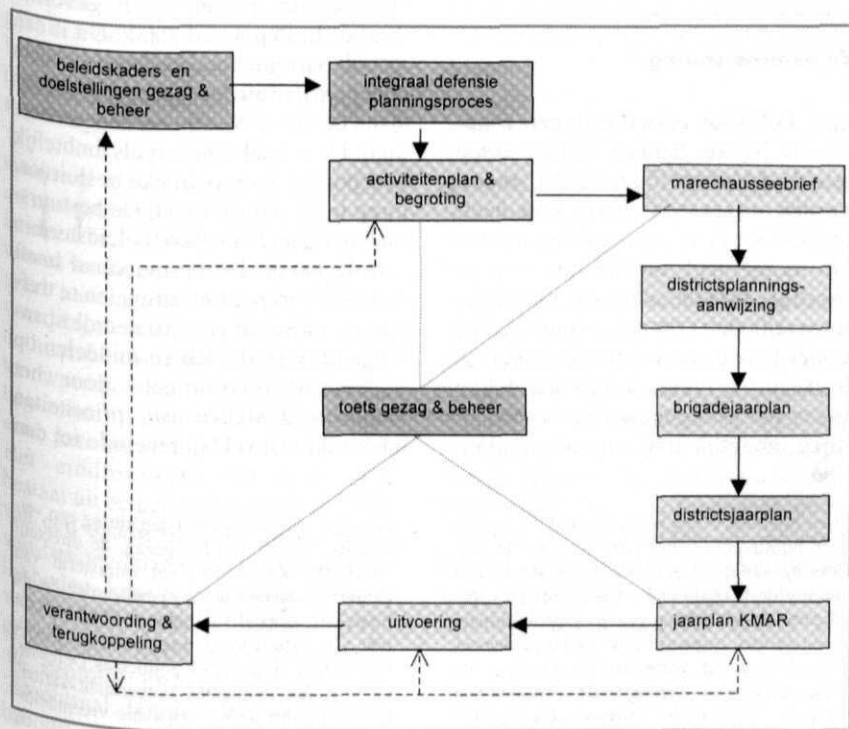 beleidskaders en
doelstellingen gezag &
beheer
integraal defensie
planningsproces
activiteitenplan &
begroting
marechausseebrief
districtsplannings-
aanwijzing
toets gezag & beheer
brigadejaarplan
districtsjaarplan
verantwoording &
terugkoppeling
uitvoering
jaarplan KMAR